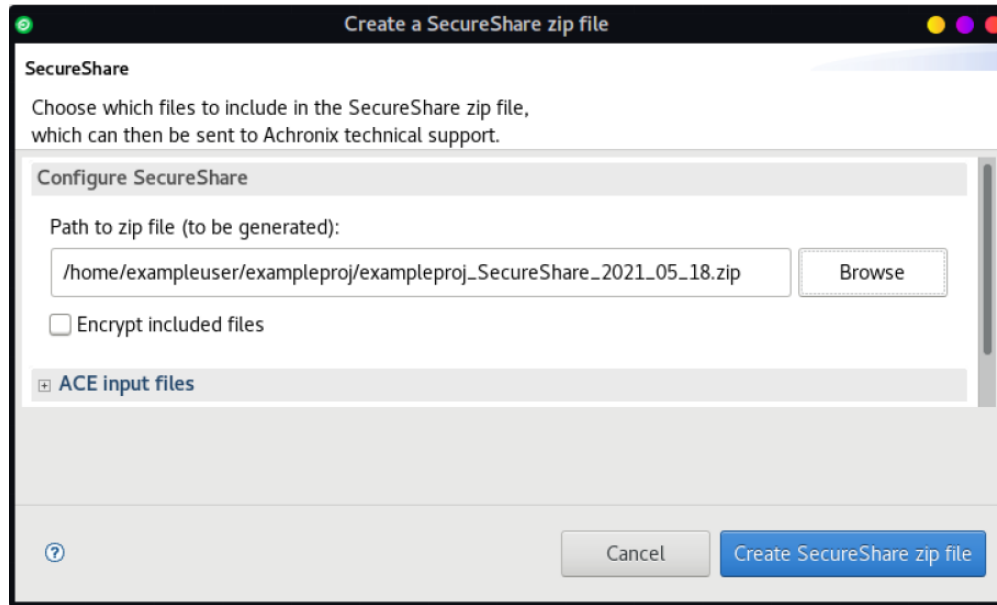 Create a SecureShare zip file
SecureShare
Choose which files to include in the SecureShare zip file,
which can then be sent to Achronix technical support.
Configure SecureShare
Path to zip file (to be generated):
/home/exampleuser/exampleproj/exampleproj_SecureShare_2021_05_18.zip
Browse
Encrypt included files
ACE input files
Cancel
Create SecureShare zip file